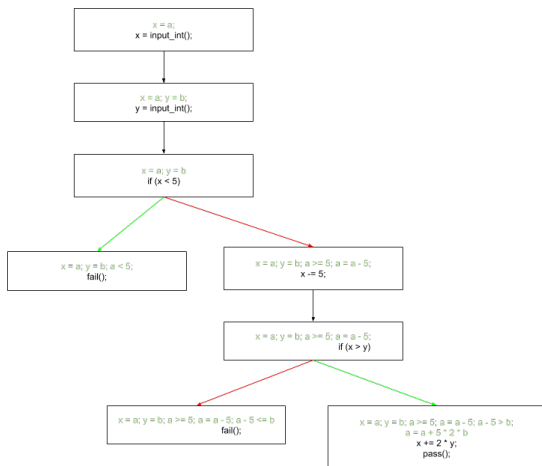 x = a;
x = input_int();
x = a; y = b;
y = input_int();
x = a; y = b
if (x < 5)
x = a; y = b; a < 5;
fail();
x = a; y = b; a >= 5; a = a - 5;
x -= 5;
x = a; y = b; a >= 5; a = a - 5;
if (x > y)
x = a; y = b; a >= 5; a = a - 5; a - 5 <= b
fail();
x = a; y = b; a >= 5; a = a - 5; a - 5 > b;
a = a + 5 * 2 * b
x += 2 * y;
pass();